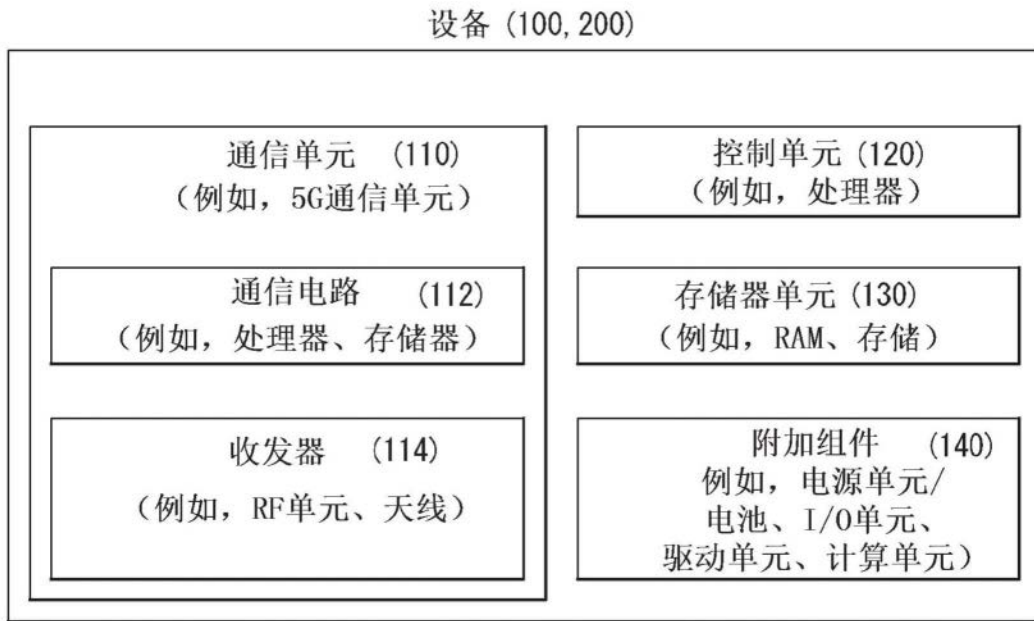 设备 (100,200)
通信单元 (110)
(例如，5G通信单元)
通信电路 (112)
(例如，处理器、存储器)
收发器 (114)
(例如，RF单元、天线)
控制单元 (120)
(例如，处理器)
存储器单元 (130)
(例如，RAM、存储)
附加组件 (140)
例如，电源单元/
电池、I/O单元、
驱动单元、计算单元)